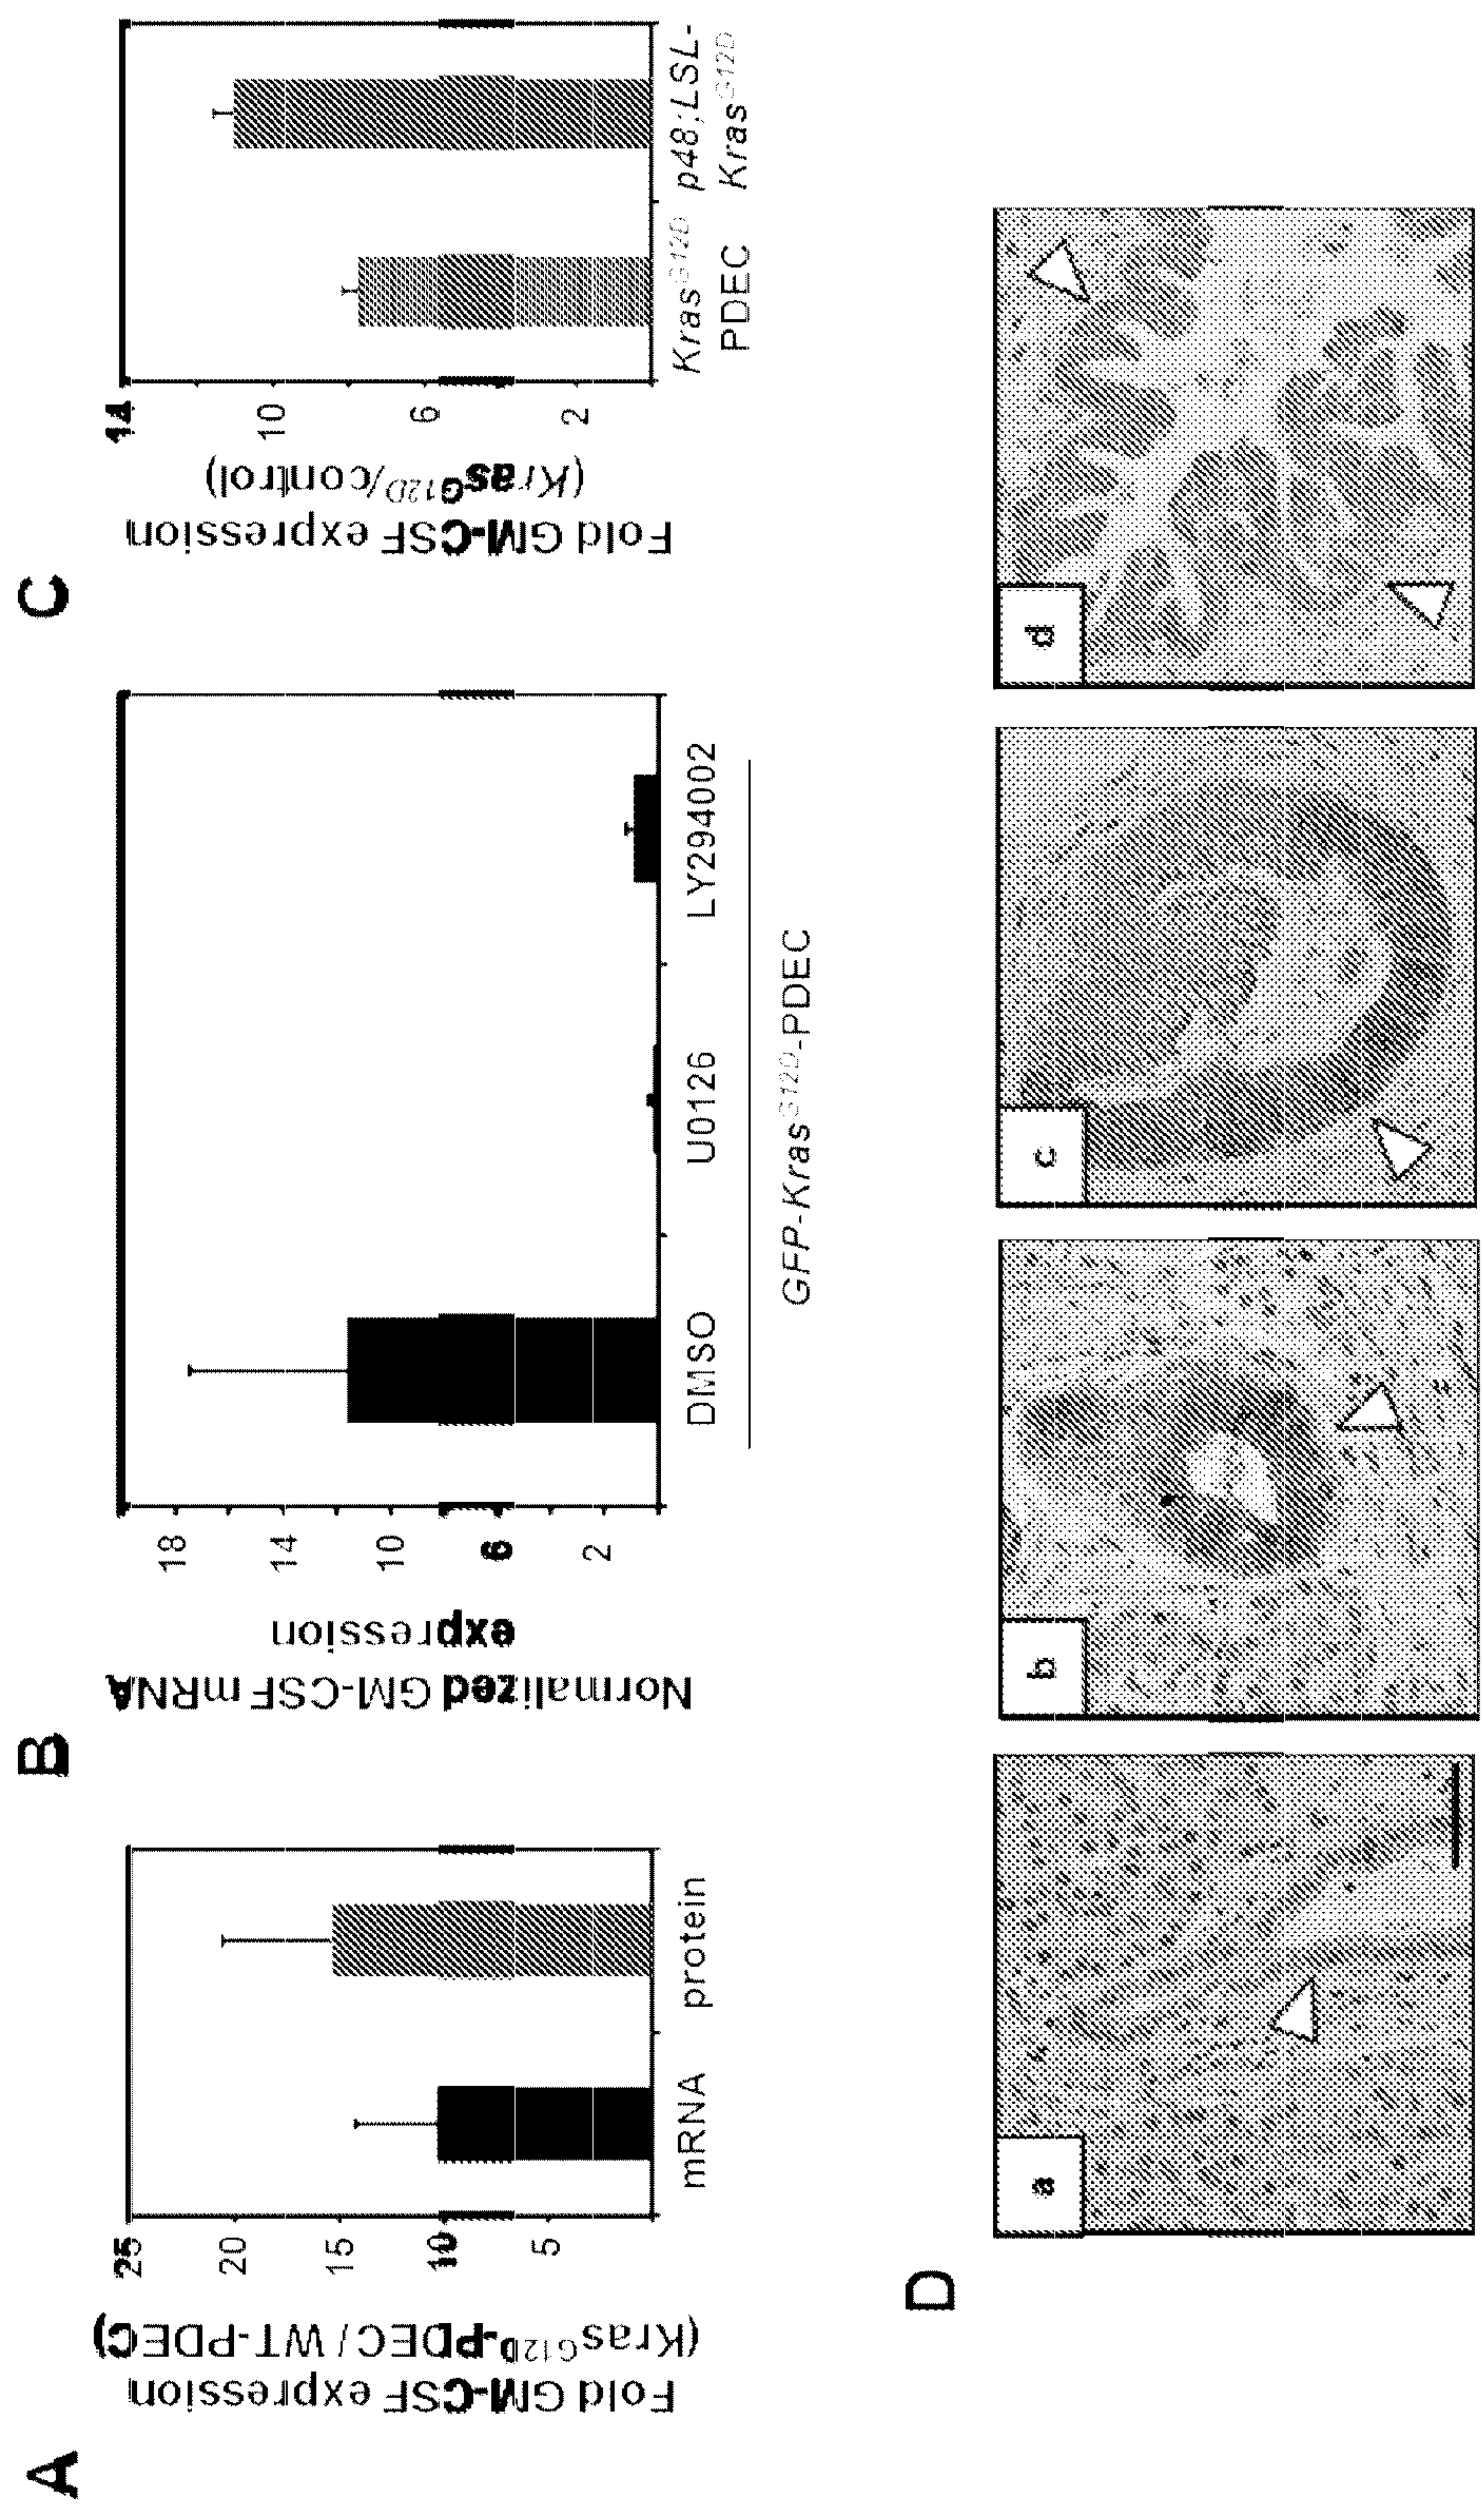 A
Fold GM-CSF expression
(KrasG12D-PDEC / WT-PDEC)
25
20
15
10
5
mRNA
protein
B
Normalized GM-CSF mRNA
expression
18
14
10
6
2
DMSO
U0126
LY294002
GFP-KrasG12D-PDEC
C
Fold GM-CSF expression
(KrasG12D/control)
14
10
6
2
KrasG12D
PDEC
p48;LSL-
KrasG12D
D
a
b
c
d